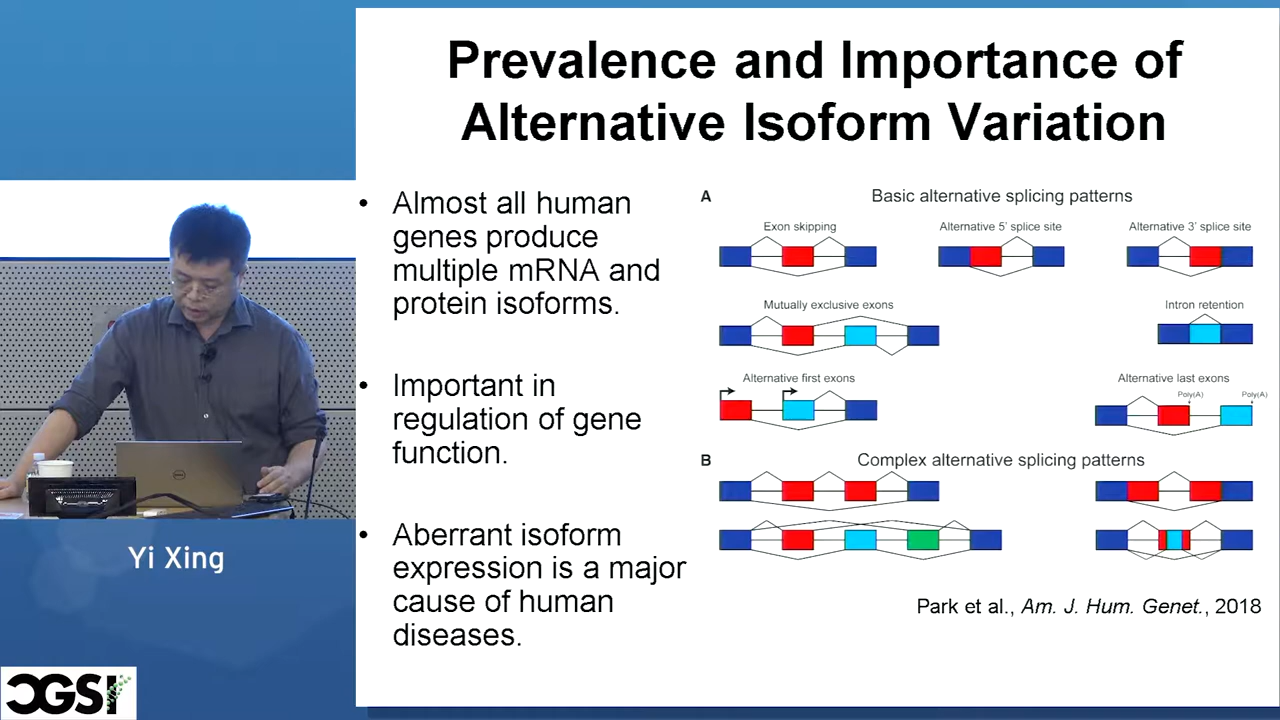 Prevalence and Importance of
Alternative Isoform Variation
• Almost all human
genes produce
multiple mRNA and
protein isoforms.
• Important in
regulation of gene
function.
• Aberrant isoform
expression is a major
cause of human
diseases.
A
Basic alternative splicing patterns
Exon skipping
Alternative 5' splice site
Alternative 3' splice site
Mutually exclusive exons
Intron retention
Alternative first exons
Alternative last exons
Poly(A)
Poly(A)
B
Complex alternative splicing patterns
Park et al., Am. J. Hum. Genet., 2018
Yi Xing
CGSI